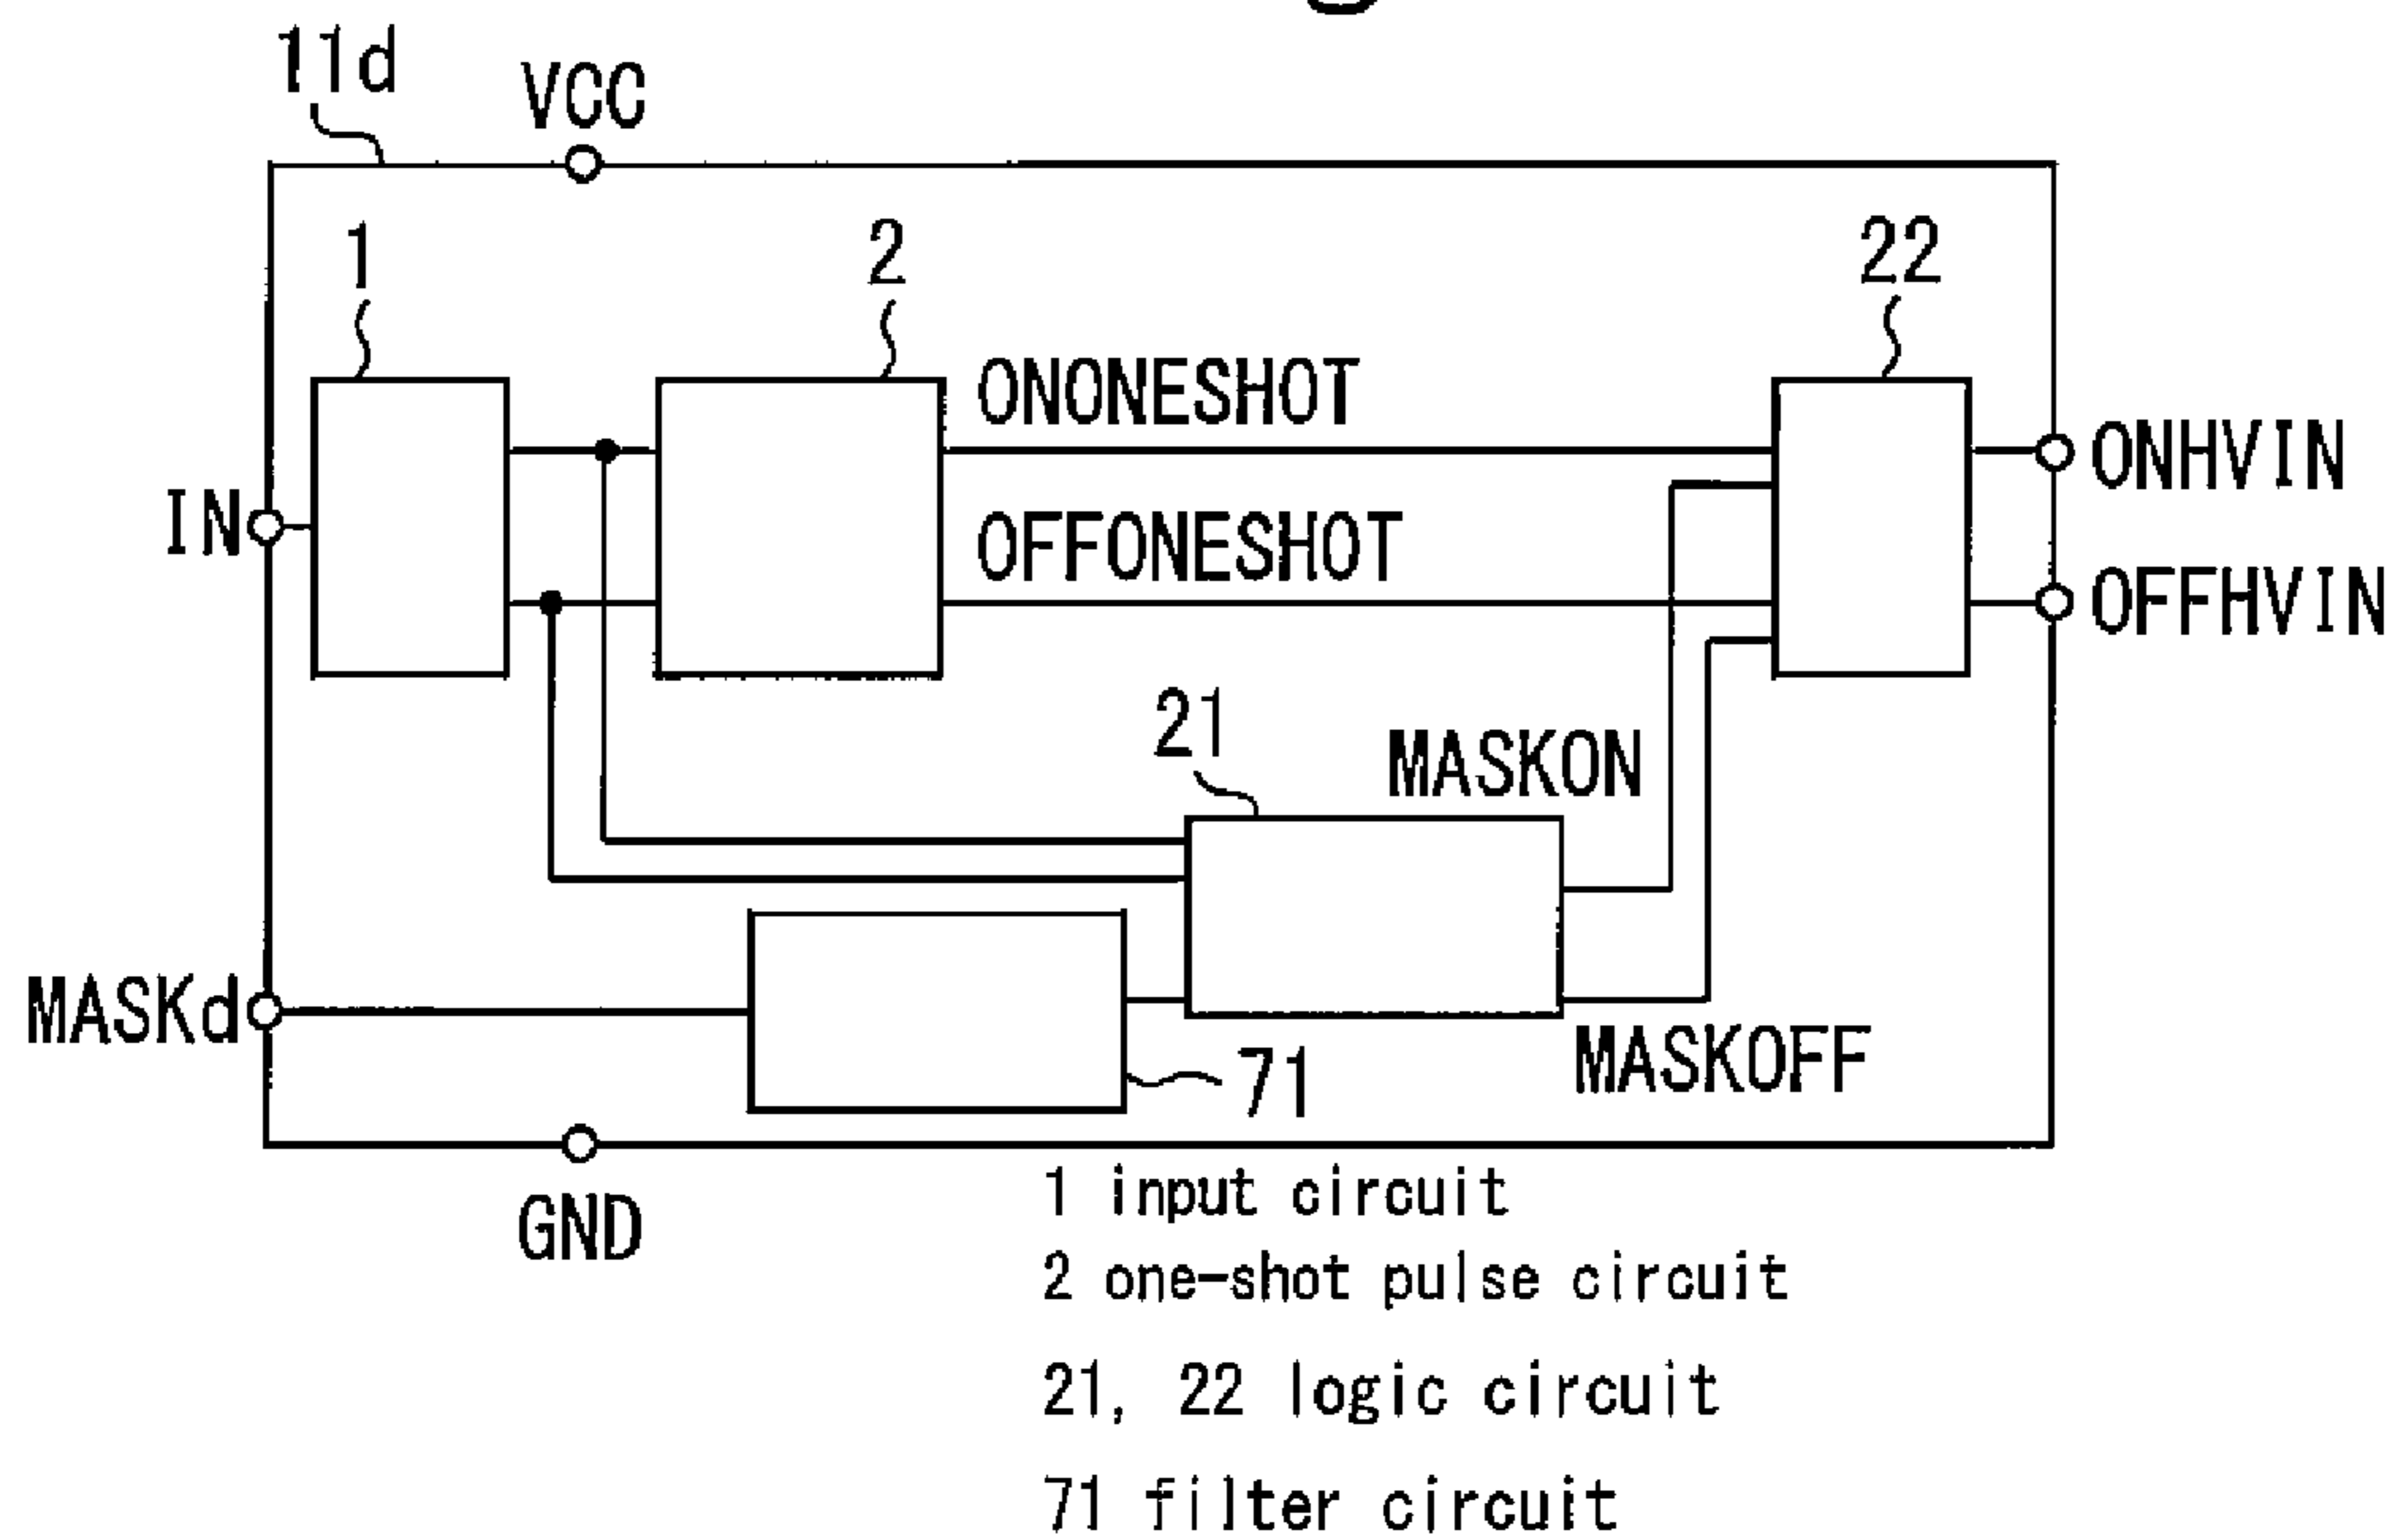 11d
VCC
1
2
22
ONONESHOT
ONHVIN
IN
OFFONESHOT
OFFHVIN
21
MASKON
MASKd
71
MASKOFF
GND
1 input circuit
2 one-shot pulse circuit
21, 22 logic circuit
71 filter circuit